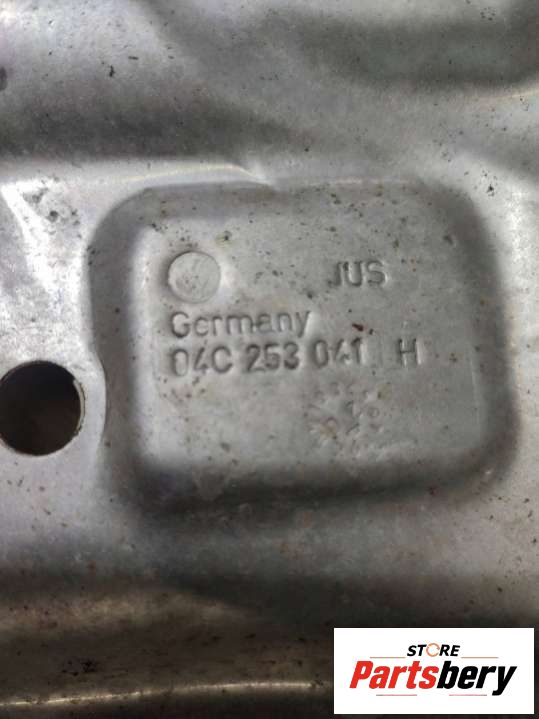 JUS
Germany
04C 253 041 H
STORE
Partsbery